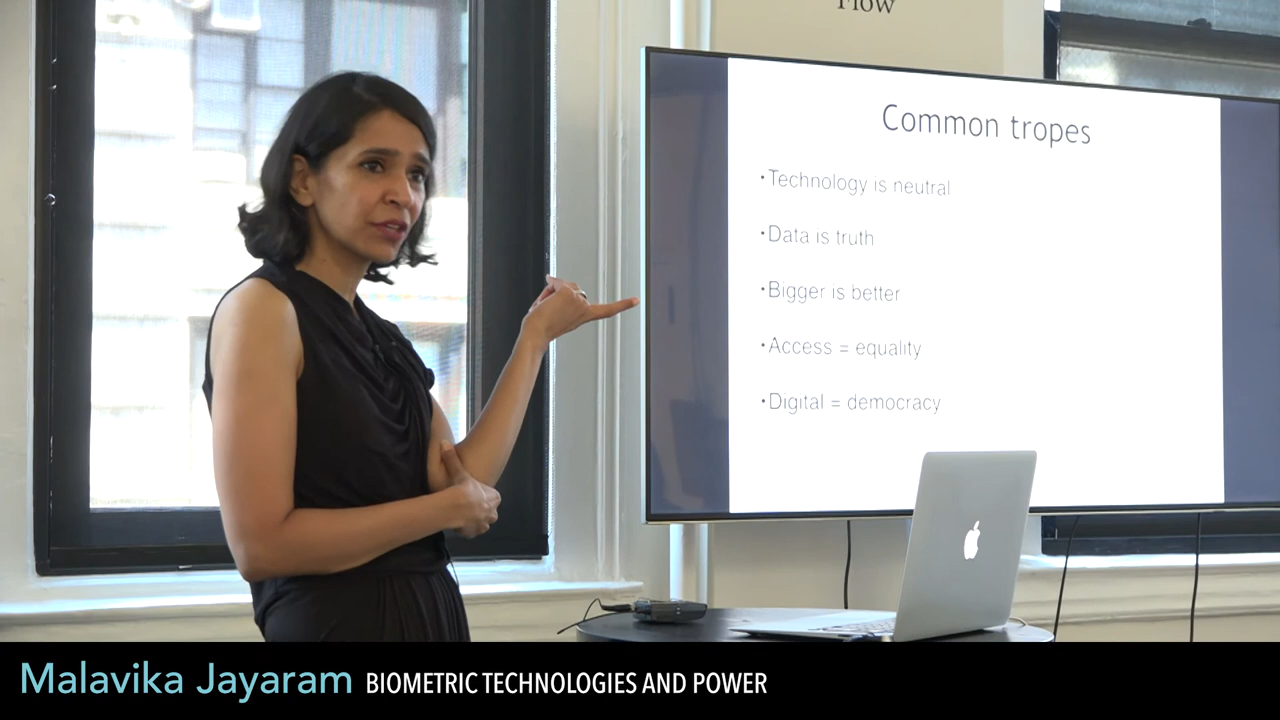 Flow
Common tropes
•Technology is neutral
•Data is truth
•Bigger is better
•Access = equality
•Digital = democracy
Malavika Jayaram BIOMETRIC TECHNOLOGIES AND POWER